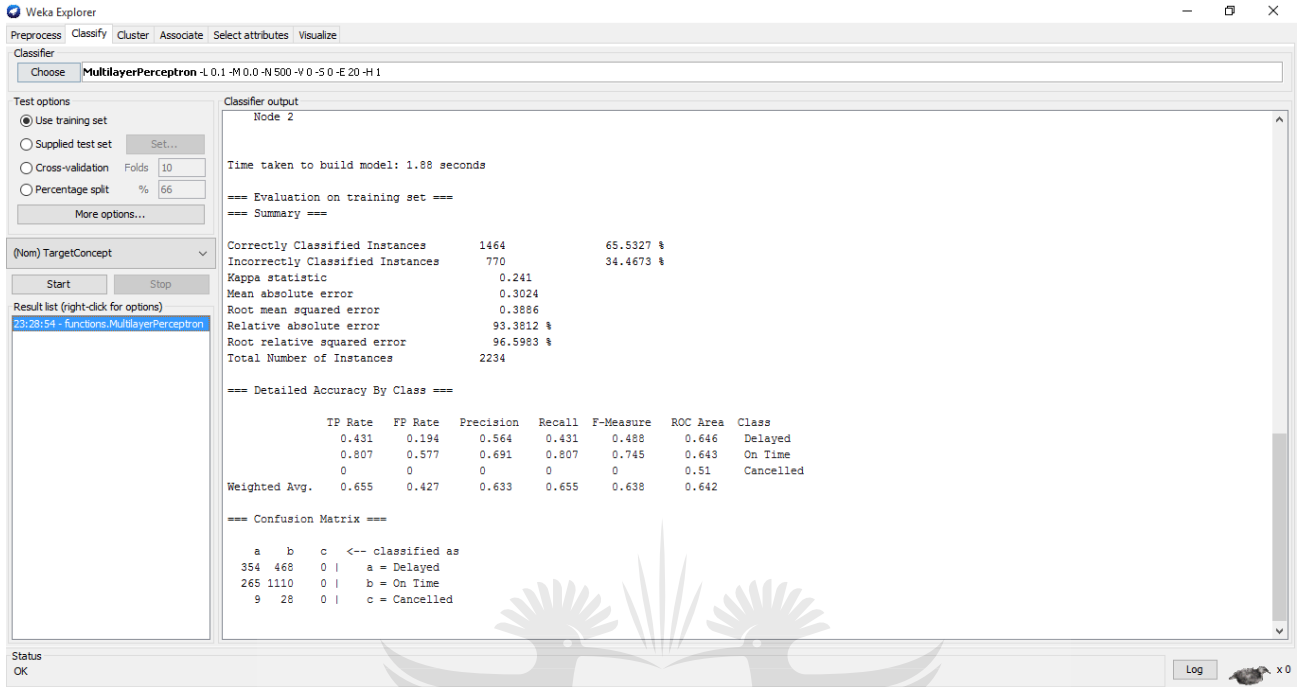 Weka Explorer
Preprocess Classify Cluster Associate Select attributes Visualize
Classifier
Choose MultilayerPerceptron -L 0.1 -M 0.0 -N 500 -V 0 -S 0 -E 20 -H 1
Test options
Use training set
Supplied test set Set...
Cross-validation Folds 10
Percentage split % 66
More options...
(Nom) TargetConcept
Start Stop
Result list (right-click for options)
23:28:54 - functions.MultilayerPerceptron
Classifier output
Node 2
Time taken to build model: 1.88 seconds
=== Evaluation on training set ===
=== Summary ===
Correctly Classified Instances 1464 65.5327 %
Incorrectly Classified Instances 770 34.4673 %
Kappa statistic 0.241
Mean absolute error 0.3024
Root mean squared error 0.3886
Relative absolute error 93.3812 %
Root relative squared error 96.5983 %
Total Number of Instances 2234
=== Detailed Accuracy By Class ===
TP Rate FP Rate Precision Recall F-Measure ROC Area Class
0.431 0.194 0.564 0.431 0.488 0.646 Delayed
0.807 0.577 0.691 0.807 0.745 0.643 On Time
0 0 0 0 0 0.51 Cancelled
Weighted Avg. 0.655 0.427 0.633 0.655 0.638 0.642
=== Confusion Matrix ===
a b c <-- classified as
354 468 0 | a = Delayed
265 1110 0 | b = On Time
9 28 0 | c = Cancelled
Status
OK
Log x 0